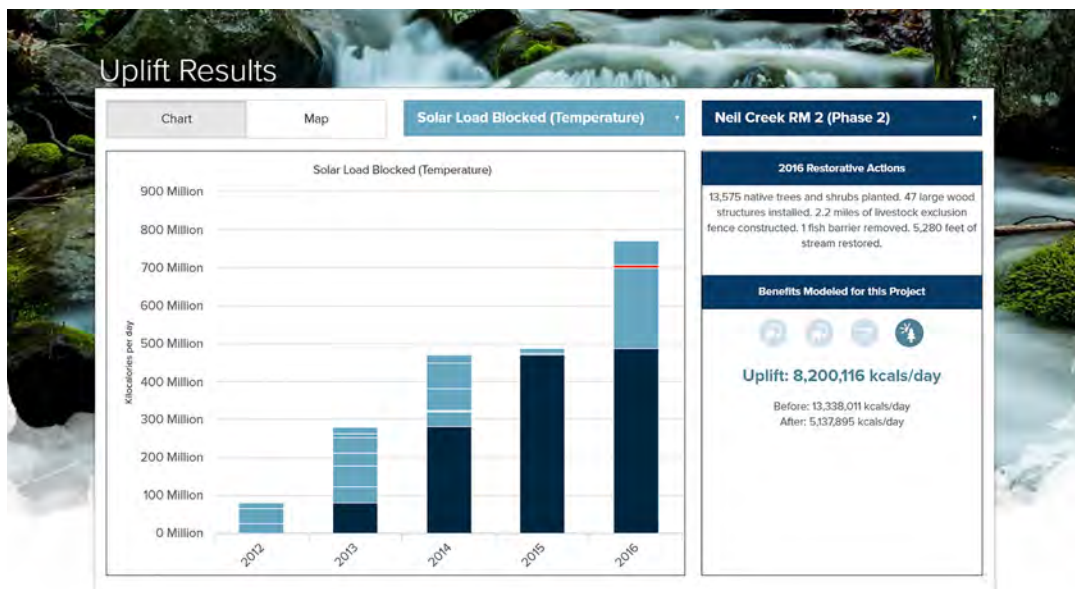 Uplift Results
Chart
Map
Solar Load Blocked (Temperature)
Neil Creek RM 2 (Phase 2)
Solar Load Blocked (Temperature)
900 Million
800 Million
700 Million
600 Million
500 Million
400 Million
300 Million
200 Million
100 Million
0 Million
Kilocalories per day
2012
2013
2014
2015
2016
2016 Restorative Actions
13,575 native trees and shrubs planted. 47 large wood
structures installed. 2.2 miles of livestock exclusion
fence constructed. 1 fish barrier removed. 5,280 feet of
stream restored.
Benefits Modeled for this Project
Uplift: 8,200,116 kcals/day
Before: 13,338,011 kcals/day
After: 5,137,895 kcals/day